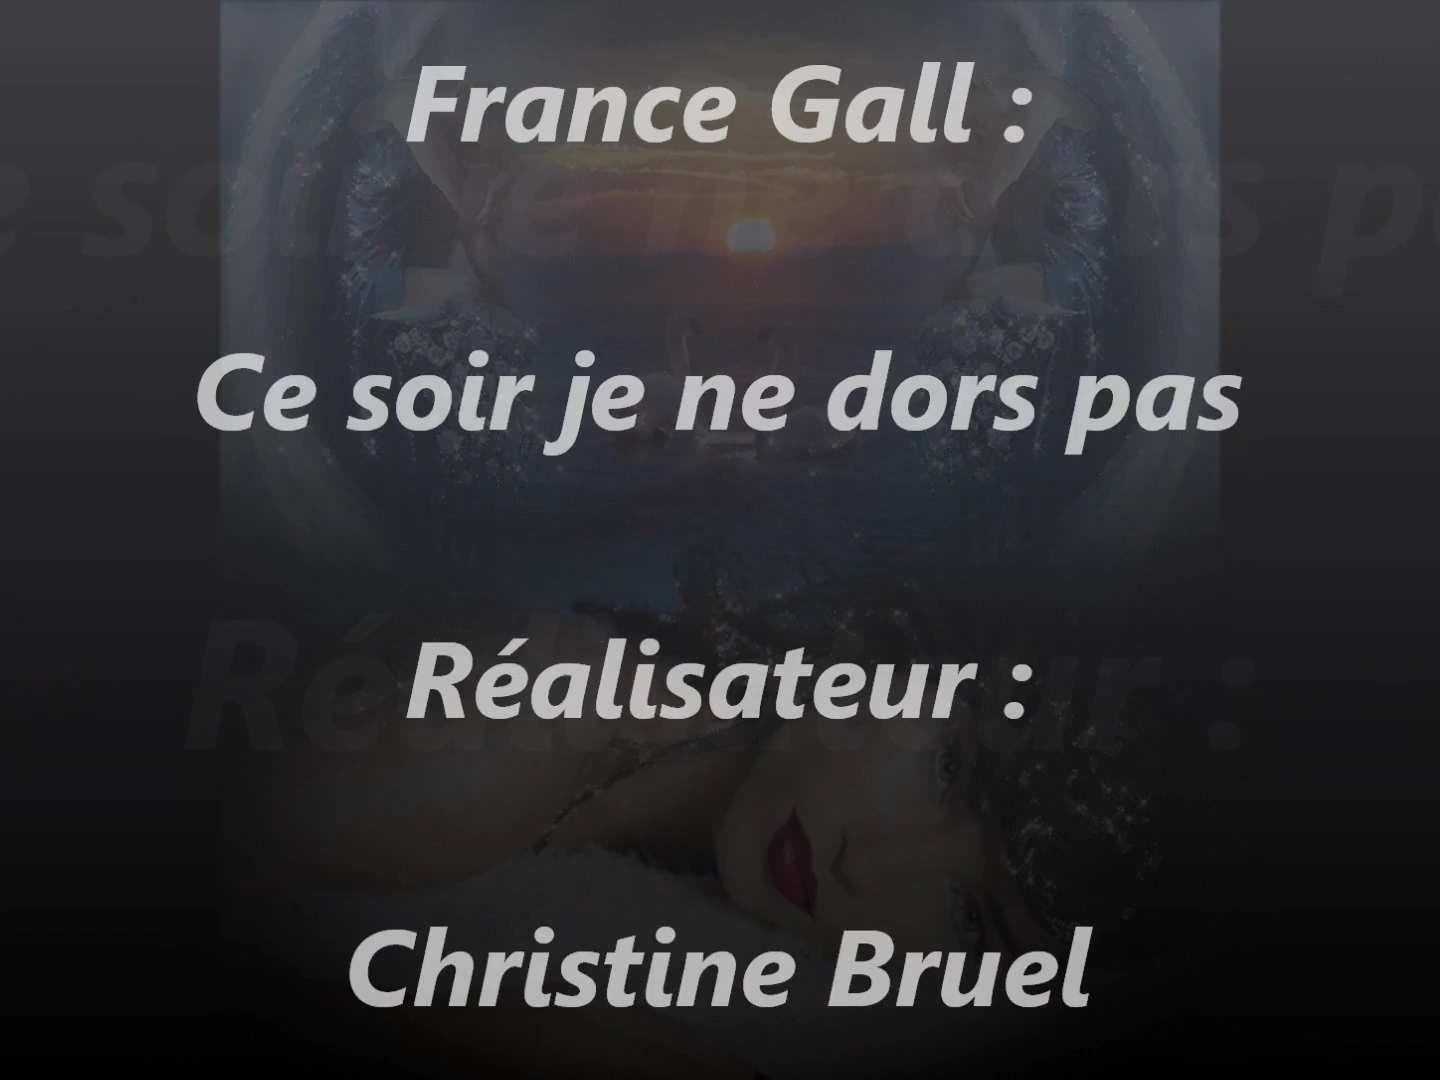 France Gall :
Ce soir je ne dors pas
Réalisateur :
Christine Bruel